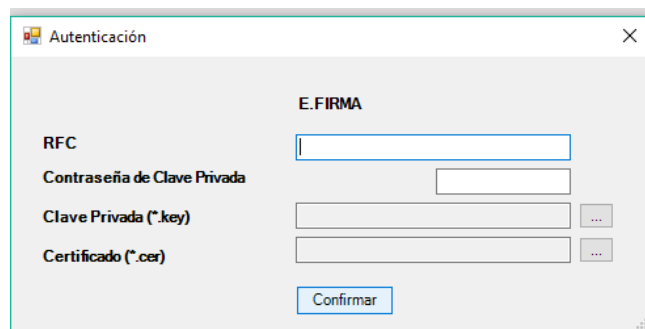 Autenticación
E.FIRMA
RFC
Contraseña de Clave Privada
Clave Privada (*.key)
...
Certificado (*.cer)
...
Confirmar